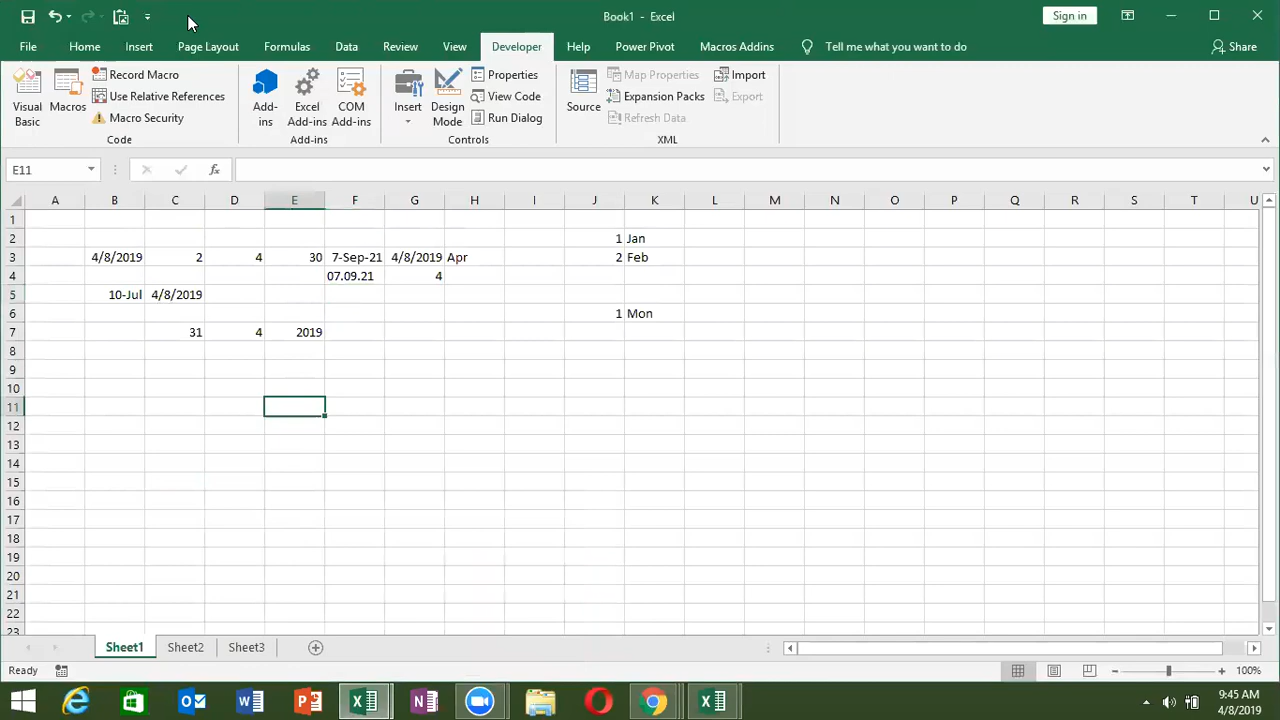 Book1 - Excel
Sign in
File Home Insert Page Layout Formulas Data Review View Developer Help Power Pivot Macros Addins Tell me what you want to do Share
Visual Basic
Macros
Record Macro
Use Relative References
Macro Security
Code
Add-ins
Excel Add-ins
COM Add-ins
Add-ins
Insert
Design Mode
Properties
View Code
Run Dialog
Controls
Source
Map Properties
Expansion Packs
Refresh Data
Import
Export
XML
E11
fx
A B C D E F G H I J K L M N O P Q R S T U
1
2 1 Jan
3 4/8/2019 2 4 30 7-Sep-21 4/8/2019 Apr 2 Feb
4 07.09.21 4
5 10-Jul 4/8/2019
6 1 Mon
7 31 4 2019
8
9
10
11
12
13
14
15
16
17
18
19
20
21
22
23
Sheet1 Sheet2 Sheet3
Ready 100%
9:45 AM
4/8/2019